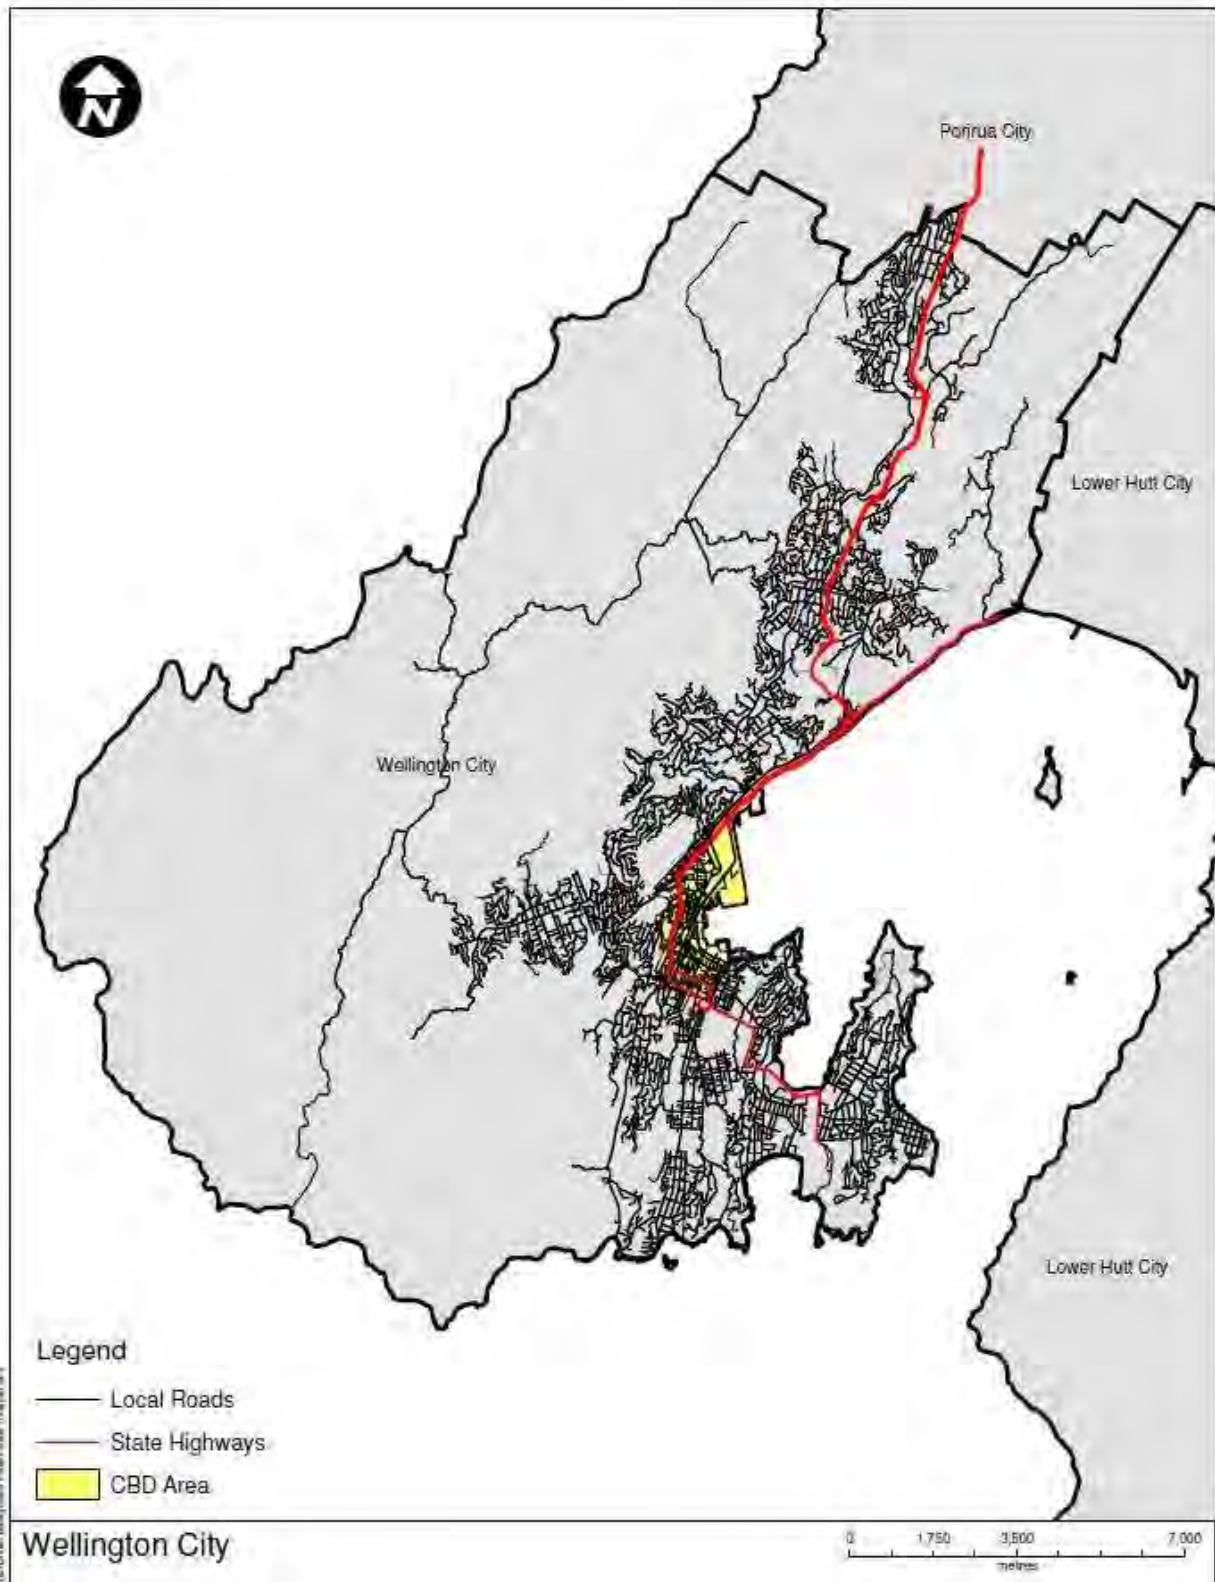 N
Porirua City
Lower Hutt City
Wellington City
Lower Hutt City
Legend
Local Roads
State Highways
CBD Area
Wellington City
0 1,750 3,500 7,000
metres